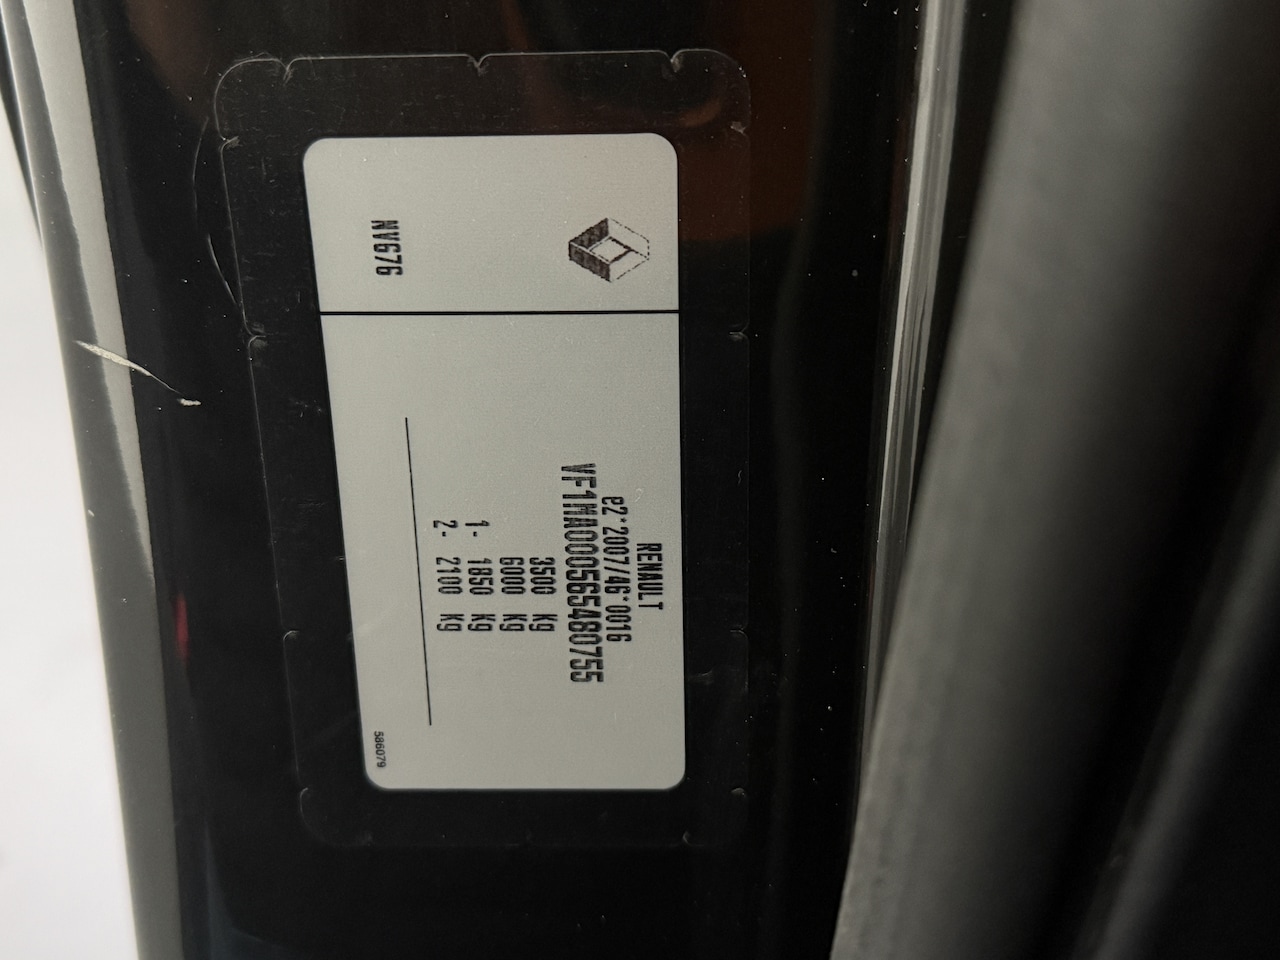 RENAULT
e2*2007/46*0016
VF1MA000565480755
3500 kg
6000 kg
1- 1850 kg
2- 2100 kg
NVG76
586079